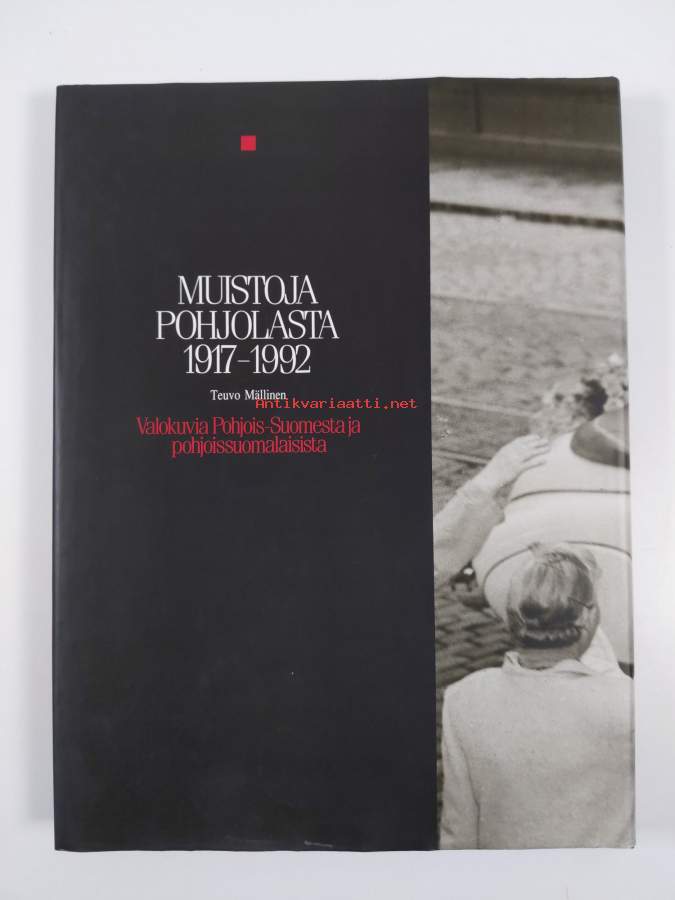 MUISTOJA
POHJOLASTA
1917–1992
Teuvo Mällinen
Antikvariaatti.net
Valokuvia Pohjois-Suomesta ja
pohjoissuomalaisista